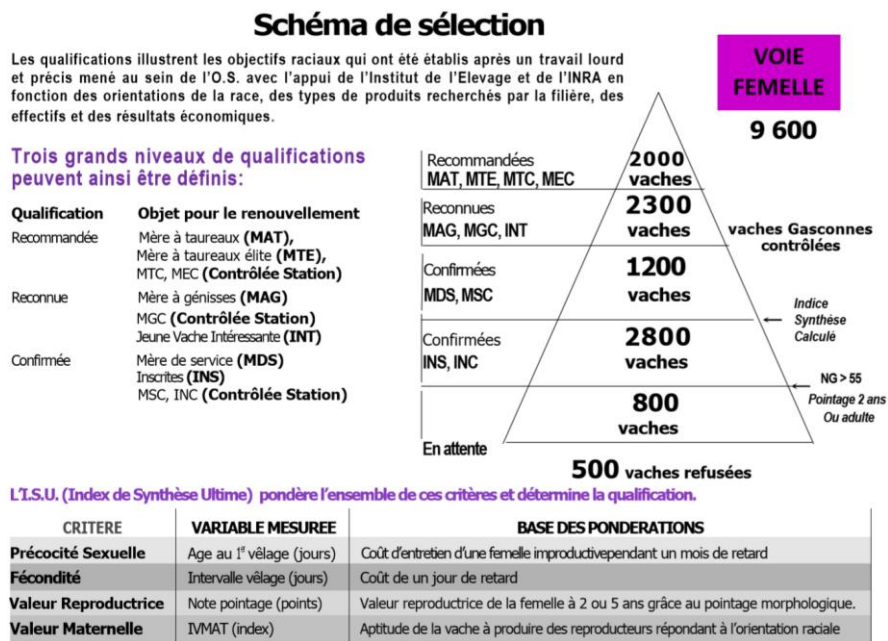 Schéma de sélection
Les qualifications illustrent les objectifs raciaux qui ont été établis après un travail lourd
et précis mené au sein de l'O.S. avec l'appui de l'Institut de l'Elevage et de l'INRA en
fonction des orientations de la race, des types de produits recherchés par la filière, des
effectifs et des résultats économiques.
VOIE
FEMELLE
9 600
Trois grands niveaux de qualifications
peuvent ainsi être définis:
Qualification Objet pour le renouvellement
Recommandée Mère à taureaux (MAT),
Mère à taureaux élite (MTE),
MTC, MEC (Contrôlée Station)
Reconnue Mère à génisses (MAG)
MGC (Contrôlée Station)
Jeune Vache Intéressante (INT)
Confirmée Mère de service (MDS)
Inscrites (INS)
MSC, INC (Contrôlée Station)
Recommandées
MAT, MTE, MTC, MEC
2000
vaches
Reconnues
MAG, MGC, INT
2300
vaches
vaches Gasconnes
contrôlées
Confirmées
MDS, MSC
1200
vaches
Indice
Synthèse
Calculé
Confirmées
INS, INC
2800
vaches
NG > 55
Pointage 2 ans
Ou adulte
En attente
800
vaches
500 vaches refusées
L'I.S.U. (Index de Synthèse Ultime) pondère l'ensemble de ces critères et détermine la qualification.
CRITERE VARIABLE MESUREE BASE DES PONDERATIONS
Précocité Sexuelle Age au 1er vêlage (jours) Coût d'entretien d'une femelle improductivependant un mois de retard
Fécondité Intervalle vêlage (jours) Coût de un jour de retard
Valeur Reproductrice Note pointage (points) Valeur reproductrice de la femelle à 2 ou 5 ans grâce au pointage morphologique.
Valeur Maternelle IVMAT (index) Aptitude de la vache à produire des reproducteurs répondant à l'orientation raciale